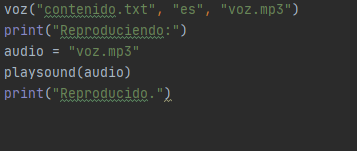 voz("contenido.txt", "es", "voz.mp3")
print("Reproduciendo:")
audio = "voz.mp3"
playsound(audio)
print("Reproducido.")